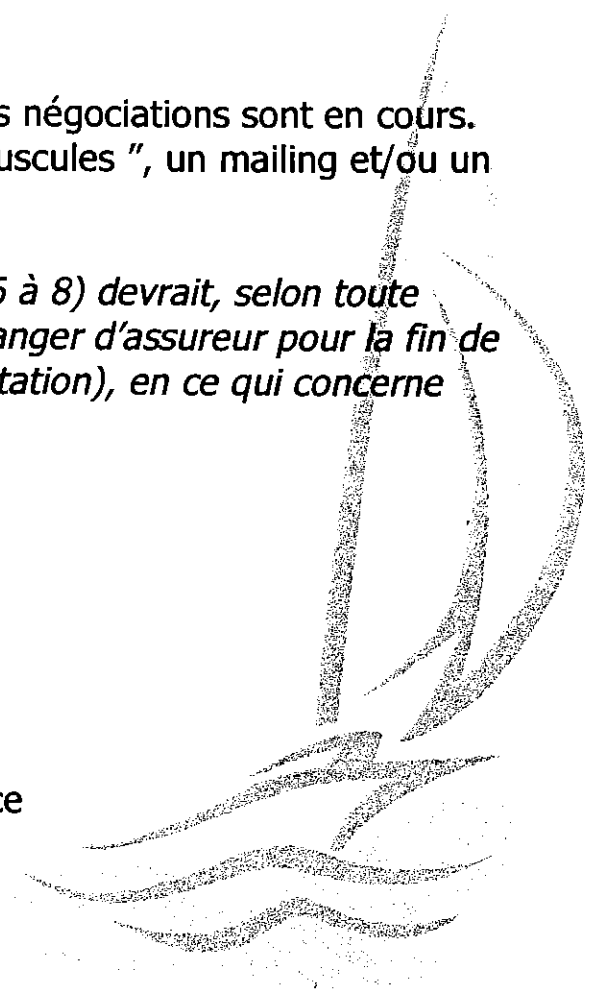 s négociations sont en cours.
uscules ", un mailing et/ou un
5 à 8) devrait, selon toute
anger d'assureur pour la fin de
tation), en ce qui concerne
ce